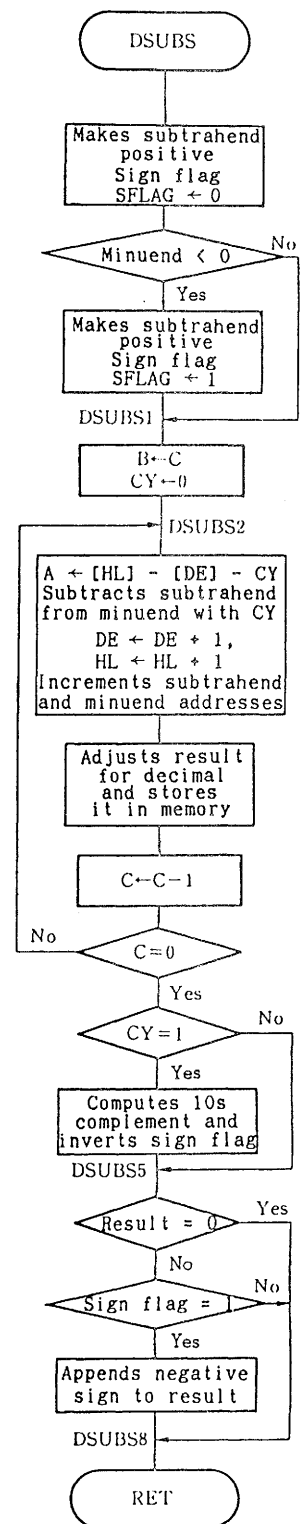 DSUBS
Makes subtrahend
positive
Sign flag
SFLAG ← 0
Minuend < 0
No
Yes
Makes subtrahend
positive
Sign flag
SFLAG ← 1
DSUBS1
B←C
CY←0
DSUBS2
A ← [HL] - [DE] - CY
Subtracts subtrahend
from minuend with CY
DE ← DE + 1,
HL ← HL + 1
Increments subtrahend
and minuend addresses
Adjusts result
for decimal
and stores
it in memory
C←C-1
No
C=0
Yes
CY=1
No
Yes
Computes 10s
complement and
inverts sign flag
DSUBS5
Result = 0
Yes
No
Sign flag = 1
No
Yes
Appends negative
sign to result
DSUBS8
RET